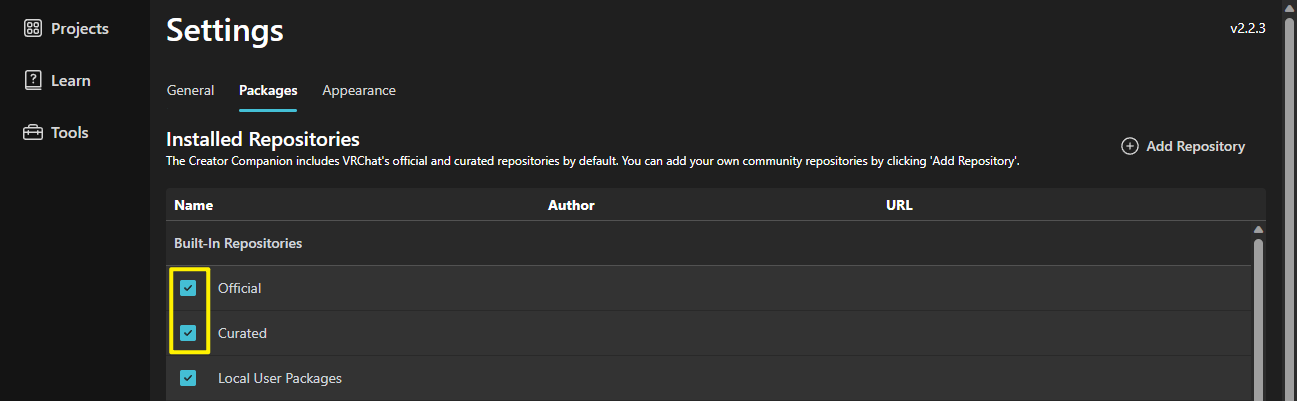 Projects
Learn
Tools
Settings
v2.2.3
General Packages Appearance
Installed Repositories
The Creator Companion includes VRChat's official and curated repositories by default. You can add your own community repositories by clicking 'Add Repository'.
Add Repository
Name Author URL
Built-In Repositories
Official
Curated
Local User Packages